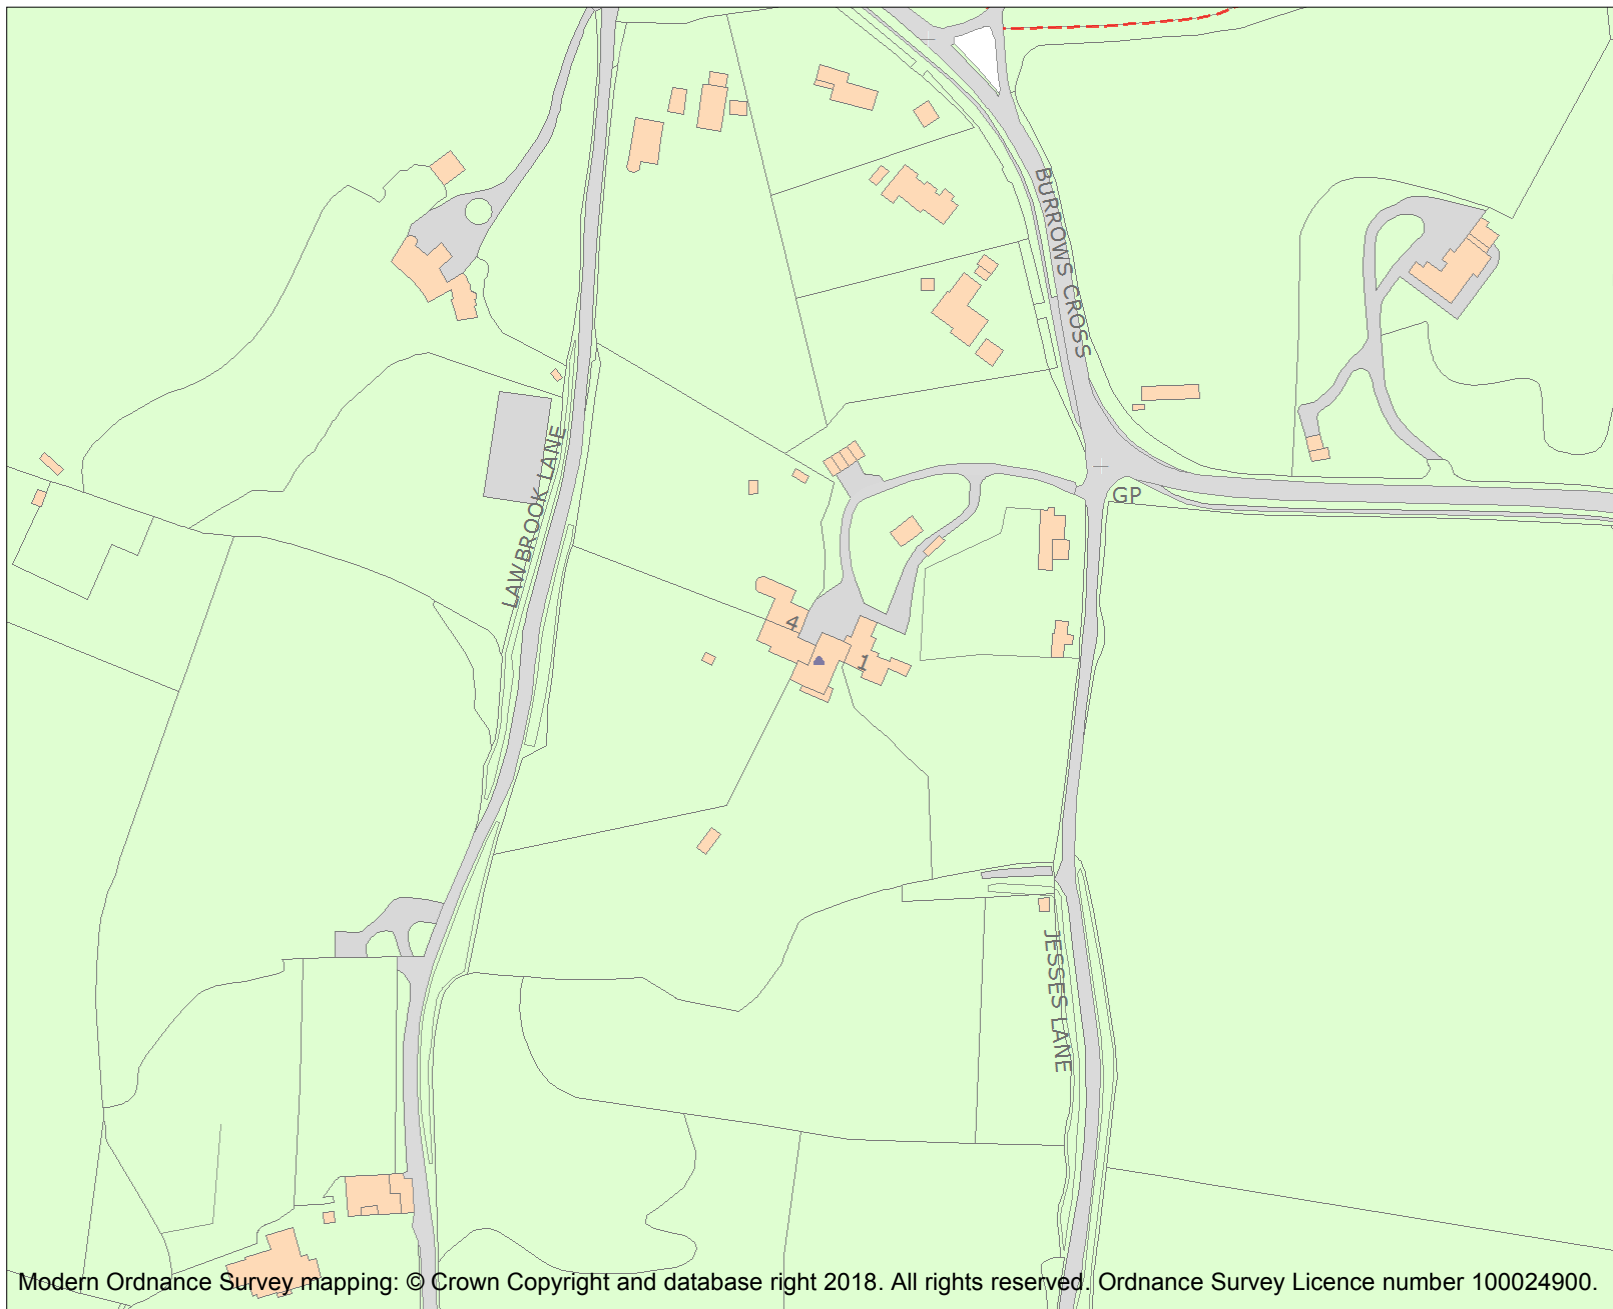 BURROWS CROSS
LAWBROOK LANE
GP
4
1
JESSES LANE
Modern Ordnance Survey mapping: © Crown Copyright and database right 2018. All rights reserved. Ordnance Survey Licence number 100024900.